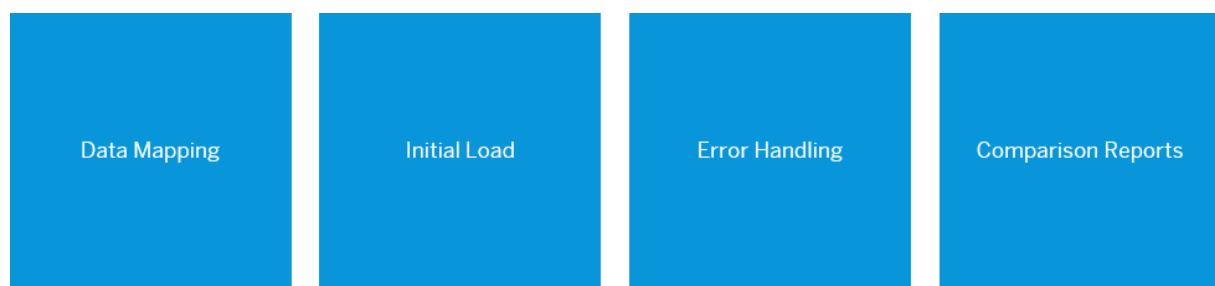 Data Mapping
Initial Load
Error Handling
Comparison Reports